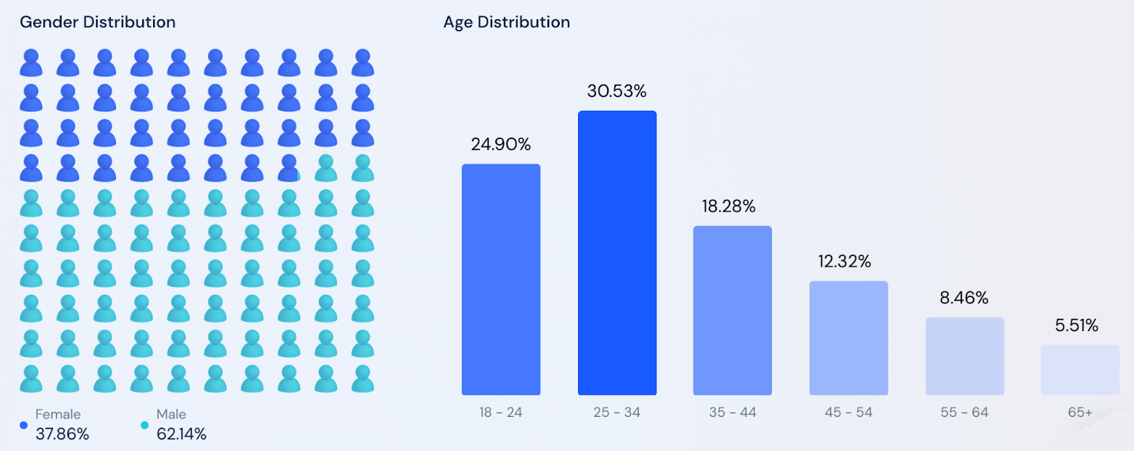 Gender Distribution
Female
37.86%
Male
62.14%
Age Distribution
24.90%
30.53%
18.28%
12.32%
8.46%
5.51%
18 - 24
25 - 34
35 - 44
45 - 54
55 - 64
65+